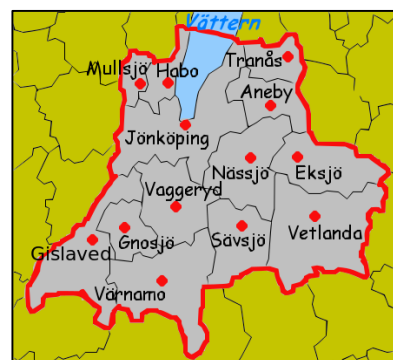 Vättern
Tranås
Mullsjö
Habo
Aneby
Jönköping
Nässjö
Eksjö
Vaggeryd
Gnosjö
Sävsjö
Vetlanda
Gislaved
Värnamo